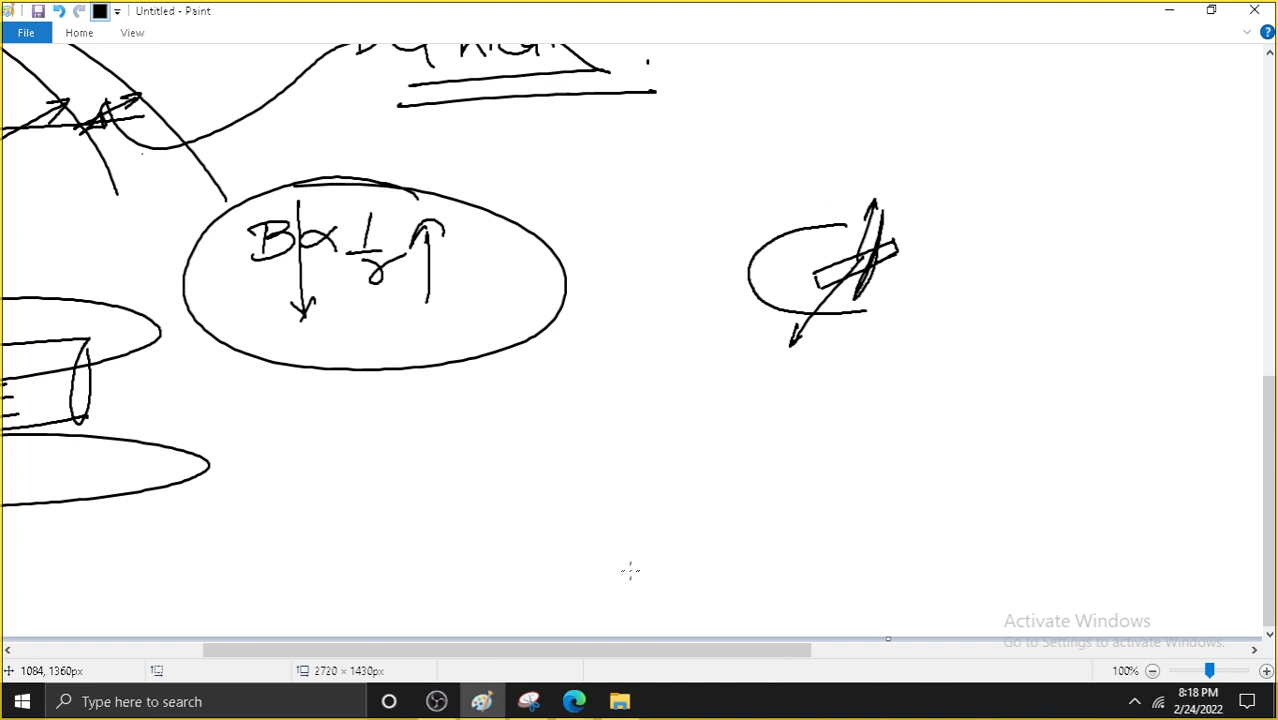 Untitled - Paint
File Home View
B ∝ 1/r
Activate Windows
Go to Settings to activate Windows.
1084, 1360px
2720 × 1430px
100%
Type here to search
8:18 PM
2/24/2022